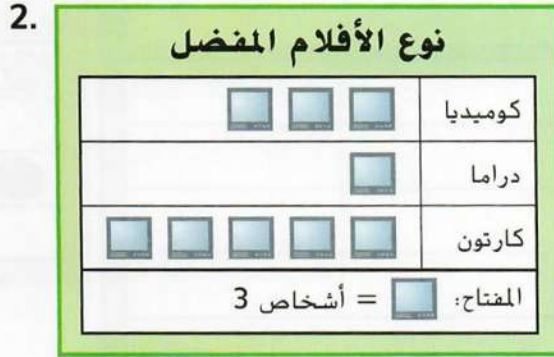 2.
نوع الأفلام المفضل
كوميديا
دراما
كارتون
المفتاح: = أشخاص 3